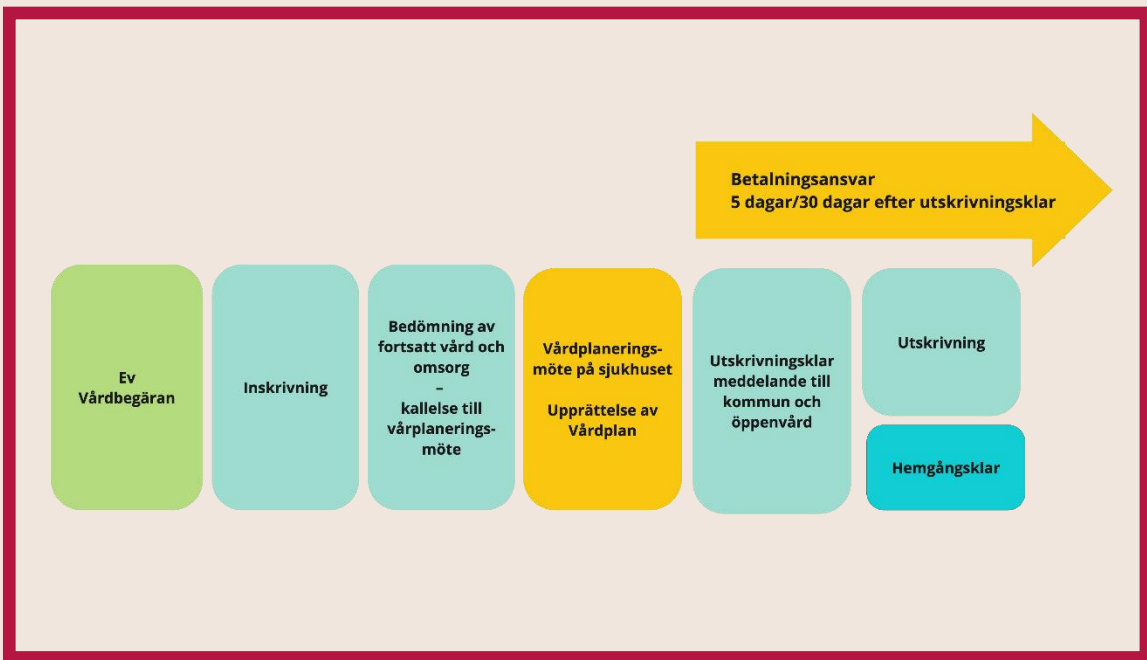 Betalningsansvar
5 dagar/30 dagar efter utskrivningsklar
Ev
Vårdbegäran
Inskrivning
Bedömning av
fortsatt vård och
omsorg
–
kallelse till
vårplanerings-
möte
Vårdplanerings-
möte på sjukhuset
Upprättelse av
Vårdplan
Utskrivningsklar
meddelande till
kommun och
öppenvård
Utskrivning
Hemgångsklar